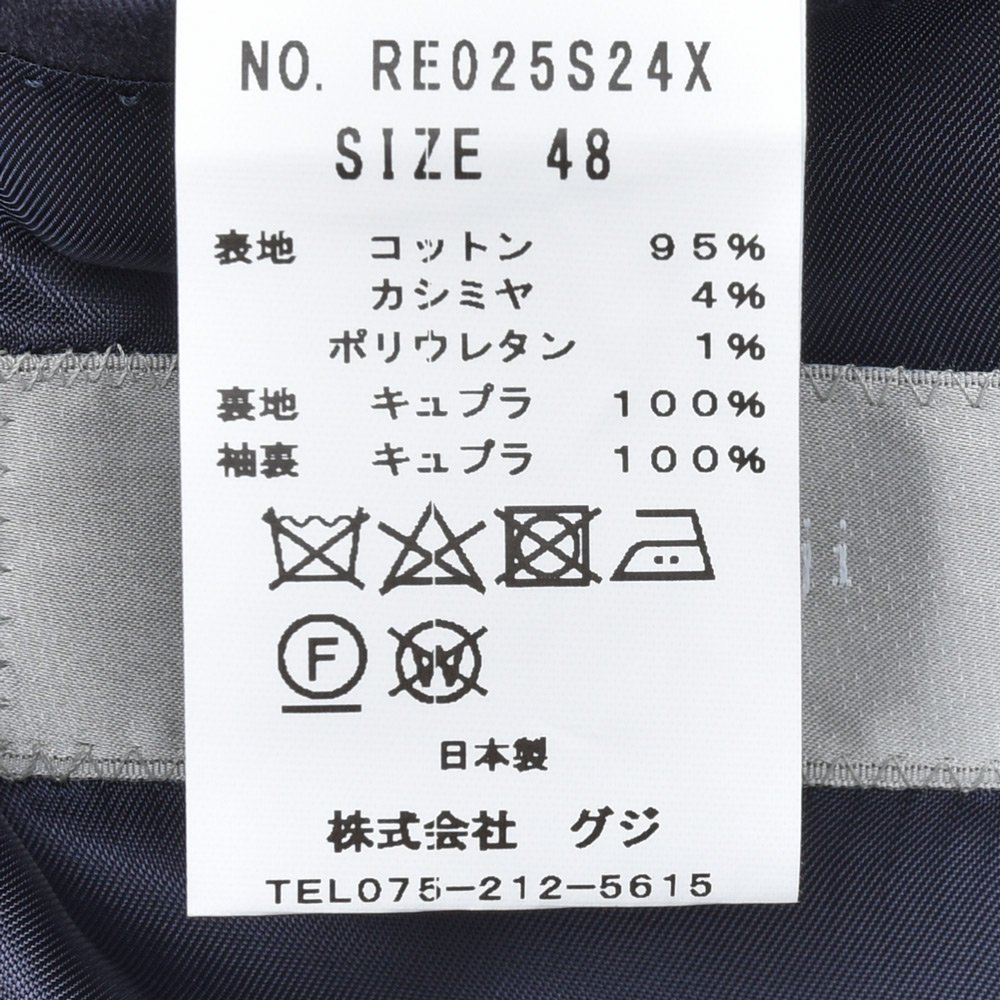 NO. RE025S24X
SIZE 48
表地 コットン 95%
カシミヤ 4%
ポリウレタン 1%
裏地 キュプラ 100%
袖裏 キュプラ 100%
F W
日本製
株式会社 グジ
TEL075-212-5615
ji